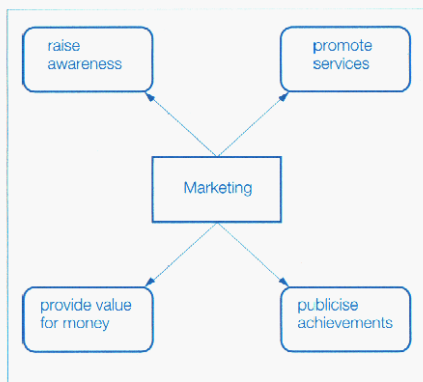 raise
awareness
promote
services
Marketing
provide value
for money
publicise
achievements